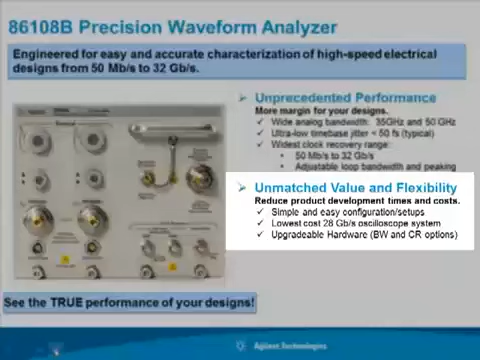 86108B Precision Waveform Analyzer
Engineered for easy and accurate characterization of high-speed electrical
designs from 50 Mb/s to 32 Gb/s.
Unprecedented Performance
More margin for your designs.
✓ Wide analog bandwidth: 35GHz and 50 GHz
✓ Ultra-low timebase jitter < 50 fs (typical)
✓ Widest clock recovery range:
• 50 Mb/s to 32 Gb/s
• Adjustable loop bandwidth and peaking
Unmatched Value and Flexibility
Reduce product development times and costs.
✓ Simple and easy configuration/setups
✓ Lowest cost 28 Gb/s oscilloscope system
✓ Upgradeable Hardware (BW and CR options)
See the TRUE performance of your designs!
Agilent Technologies